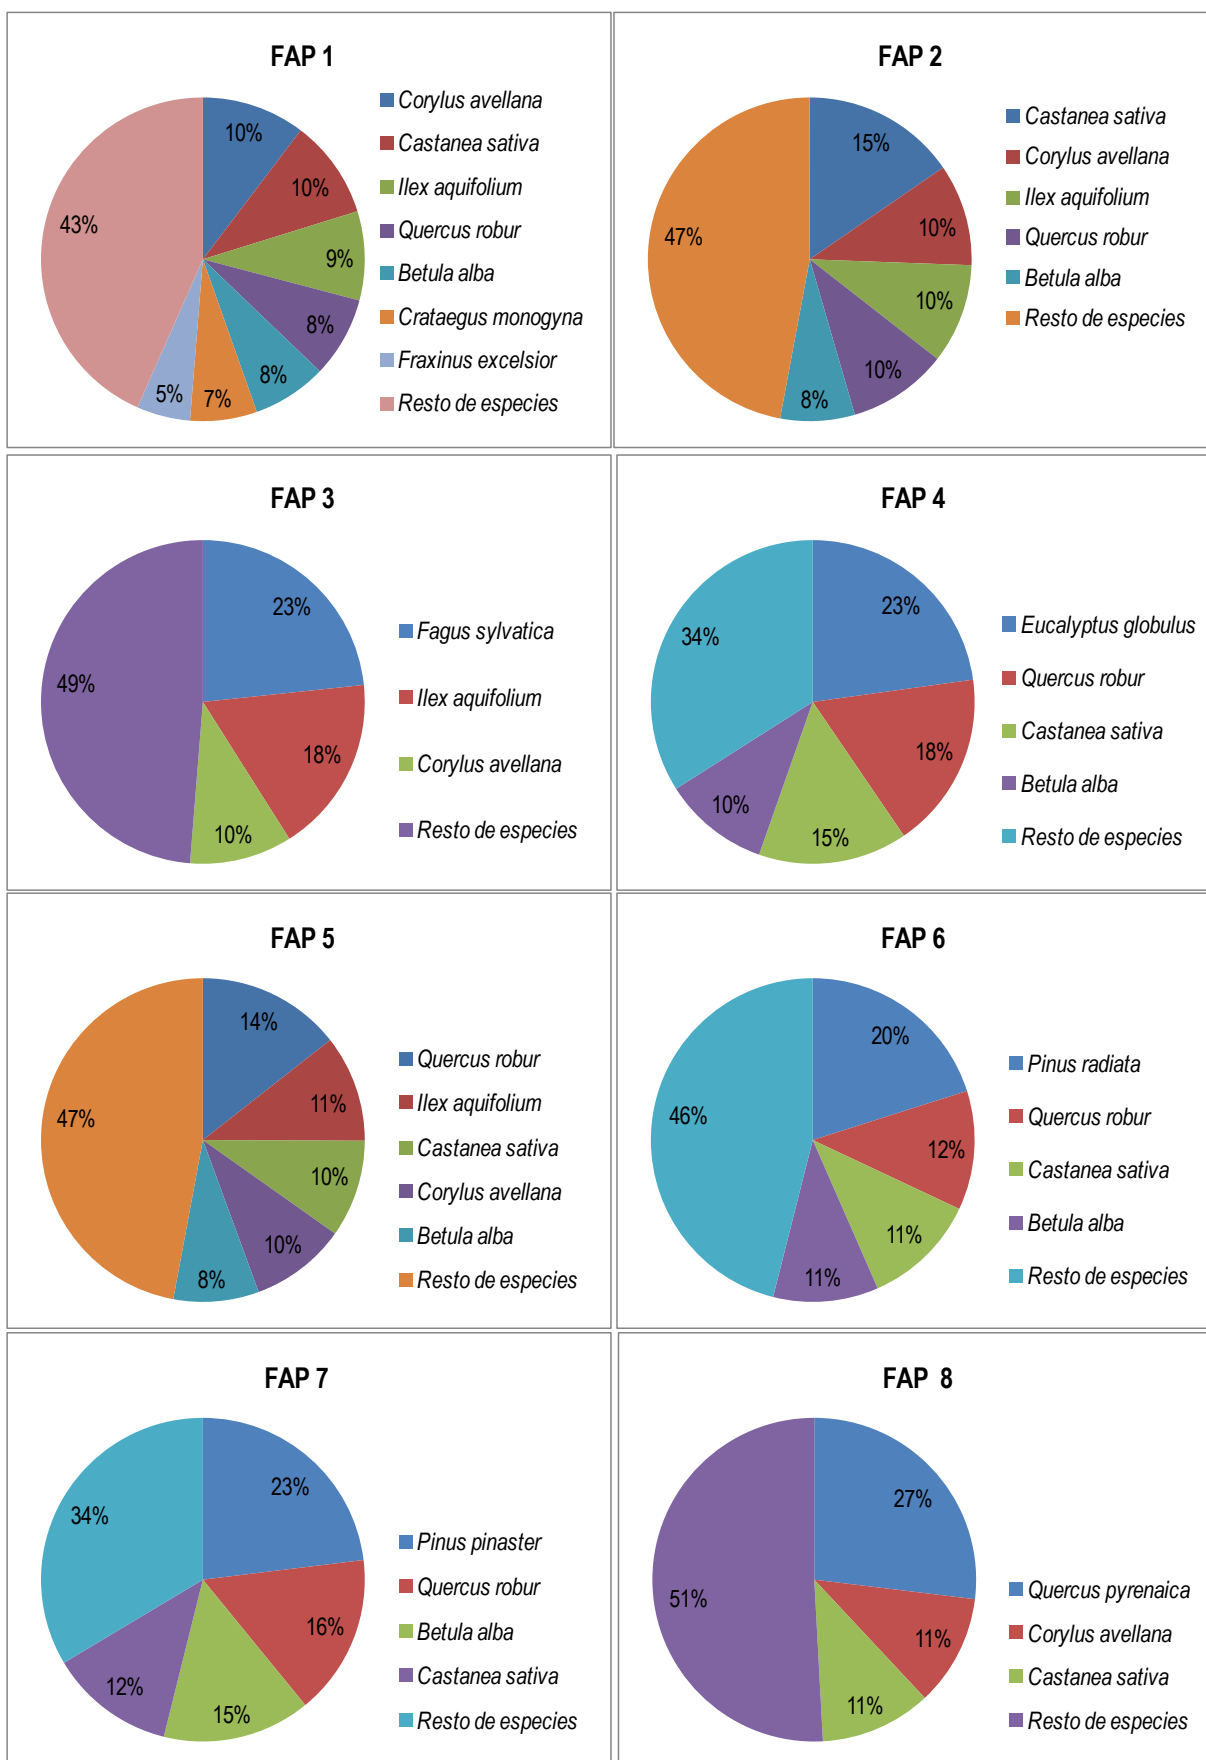 FAP 1
10%
10%
9%
8%
8%
7%
5%
43%
Corylus avellana
Castanea sativa
Ilex aquifolium
Quercus robur
Betula alba
Crataegus monogyna
Fraxinus excelsior
Resto de especies
FAP 2
15%
10%
10%
10%
8%
47%
Castanea sativa
Corylus avellana
Ilex aquifolium
Quercus robur
Betula alba
Resto de especies
FAP 3
23%
18%
10%
49%
Fagus sylvatica
Ilex aquifolium
Corylus avellana
Resto de especies
FAP 4
23%
18%
15%
10%
34%
Eucalyptus globulus
Quercus robur
Castanea sativa
Betula alba
Resto de especies
FAP 5
14%
11%
10%
10%
8%
47%
Quercus robur
Ilex aquifolium
Castanea sativa
Corylus avellana
Betula alba
Resto de especies
FAP 6
20%
12%
11%
11%
46%
Pinus radiata
Quercus robur
Castanea sativa
Betula alba
Resto de especies
FAP 7
23%
16%
15%
12%
34%
Pinus pinaster
Quercus robur
Betula alba
Castanea sativa
Resto de especies
FAP 8
27%
11%
11%
51%
Quercus pyrenaica
Corylus avellana
Castanea sativa
Resto de especies